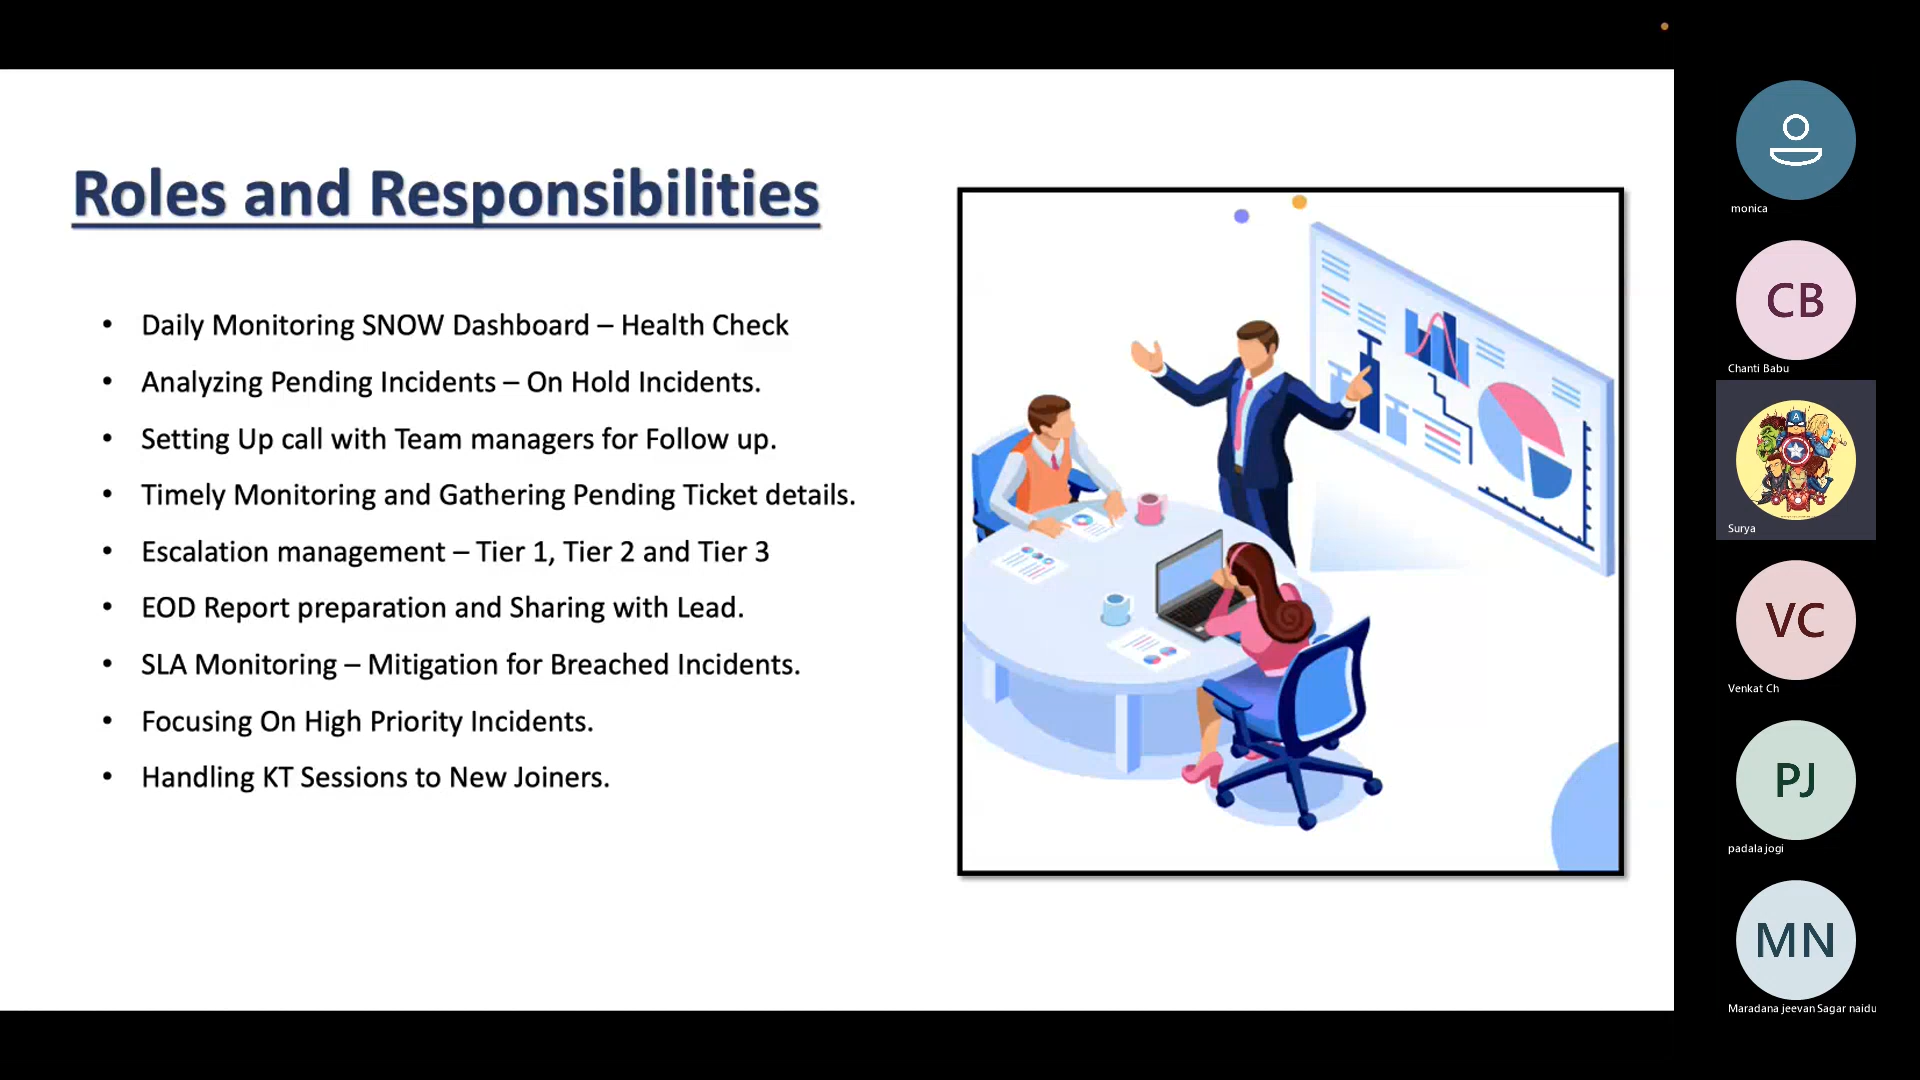 Roles and Responsibilities
• Daily Monitoring SNOW Dashboard – Health Check
• Analyzing Pending Incidents – On Hold Incidents.
• Setting Up call with Team managers for Follow up.
• Timely Monitoring and Gathering Pending Ticket details.
• Escalation management – Tier 1, Tier 2 and Tier 3
• EOD Report preparation and Sharing with Lead.
• SLA Monitoring – Mitigation for Breached Incidents.
• Focusing On High Priority Incidents.
• Handling KT Sessions to New Joiners.
monica
CB
Chanti Babu
A
Surya
VC
Venkat Ch
PJ
padala jogi
MN
Maradana jeevan Sagar naidu